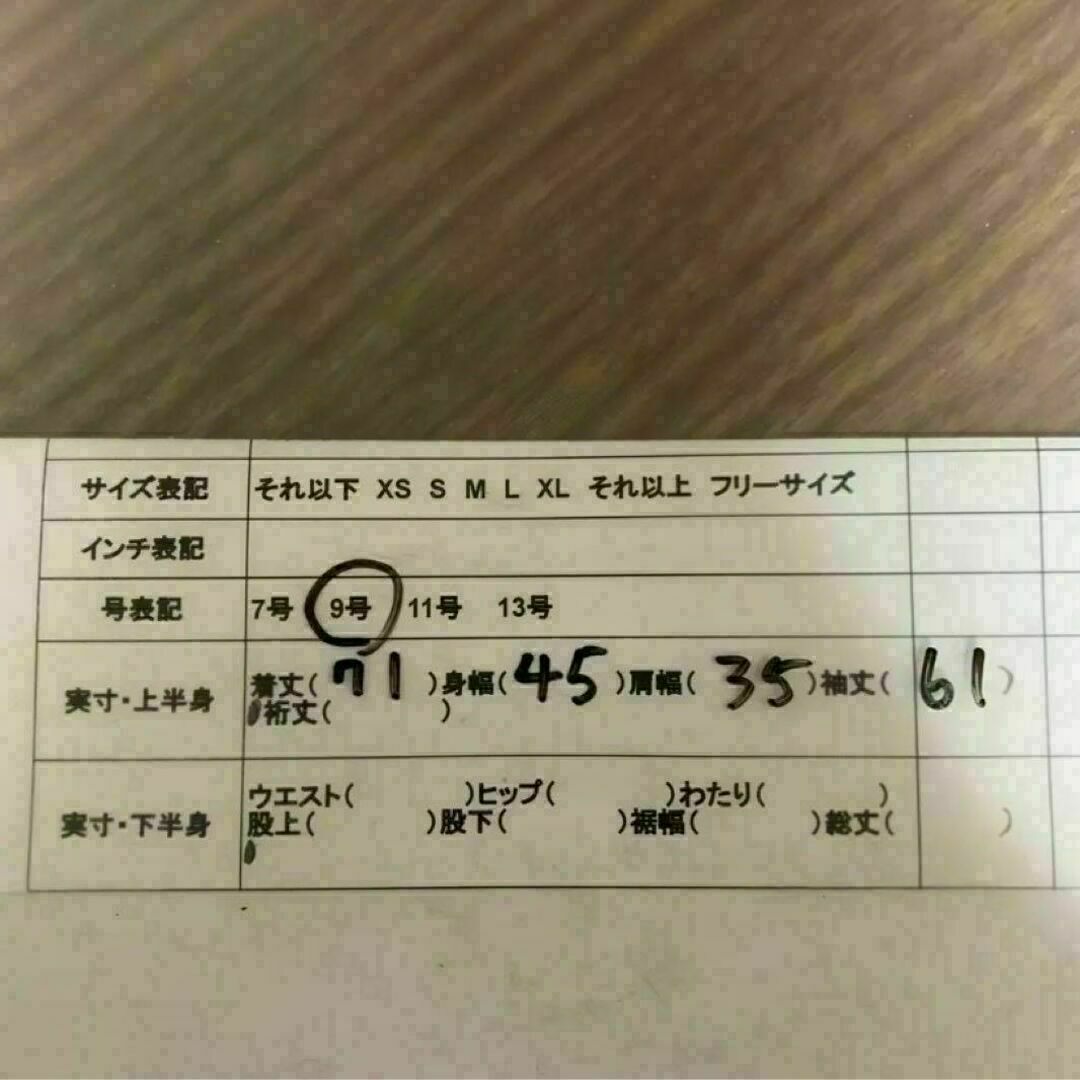 サイズ表記 それ以下 XS S M L XL それ以上 フリーサイズ
インチ表記
号表記 7号 9号 11号 13号
実寸・上半身 着丈( 71 )身幅( 45 )肩幅( 35 )袖丈( 61 )
裄丈( )
実寸・下半身 ウエスト( )ヒップ( )わたり( )
股上( )股下( )裾幅( )総丈( )